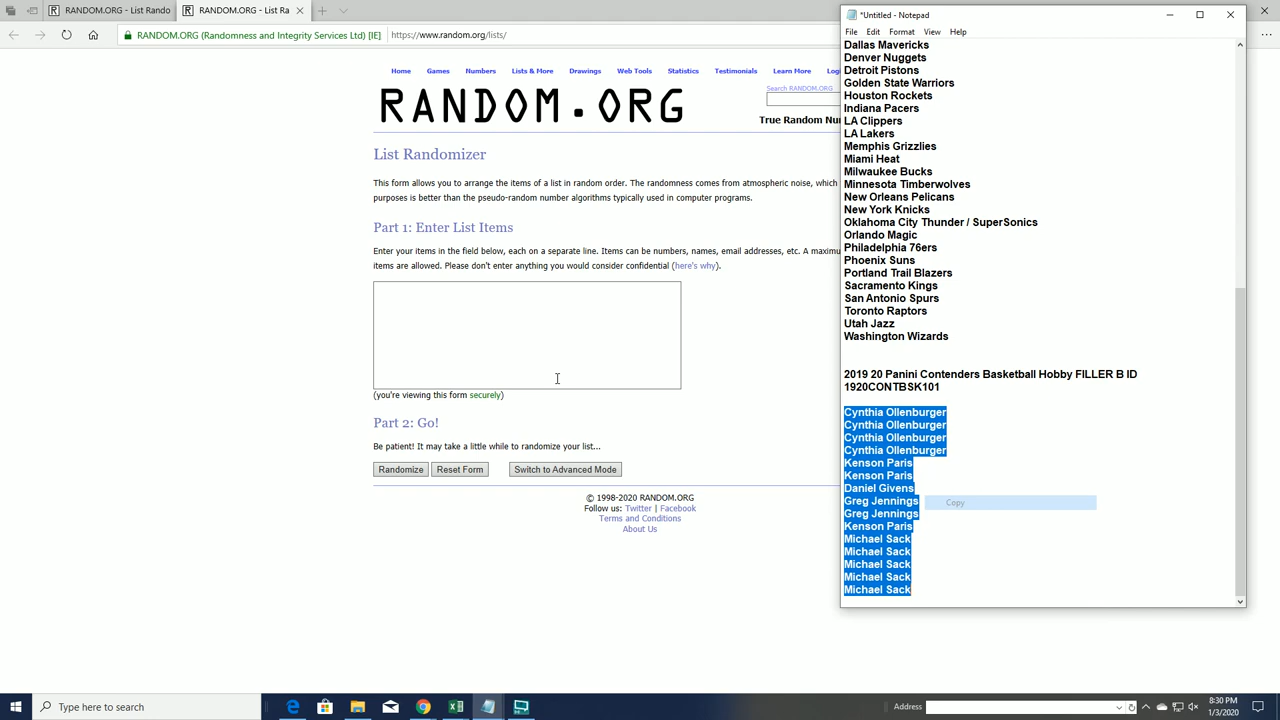 RANDOM.ORG - List Rando
RANDOM.ORG - List Ra
RANDOM.ORG (Randomness and Integrity Services Ltd) [IE]
https://www.random.org/lists/
Home
Games
Numbers
Lists & More
Drawings
Web Tools
Statistics
Testimonials
Learn More
Search RANDOM.ORG
RANDOM.ORG
List Randomizer
This form allows you to arrange the items of a list in random order. The randomness comes from atmospheric noise, which
purposes is better than the pseudo-random number algorithms typically used in computer programs.
Part 1: Enter List Items
Enter your items in the field below, each on a separate line. Items can be numbers, names, email addresses, etc. A maximu
items are allowed. Please don't enter anything you would consider confidential (here's why).
(you're viewing this form securely)
Part 2: Go!
Be patient! It may take a little while to randomize your list...
Randomize
Reset Form
Switch to Advanced Mode
© 1998-2020 RANDOM.ORG
Follow us: Twitter | Facebook
Terms and Conditions
About Us
*Untitled - Notepad
File Edit Format View Help
Dallas Mavericks
Denver Nuggets
Detroit Pistons
Golden State Warriors
Houston Rockets
Indiana Pacers
LA Clippers
LA Lakers
Memphis Grizzlies
Miami Heat
Milwaukee Bucks
Minnesota Timberwolves
New Orleans Pelicans
New York Knicks
Oklahoma City Thunder / SuperSonics
Orlando Magic
Philadelphia 76ers
Phoenix Suns
Portland Trail Blazers
Sacramento Kings
San Antonio Spurs
Toronto Raptors
Utah Jazz
Washington Wizards
2019 20 Panini Contenders Basketball Hobby FILLER B ID
1920CONTBSK101
Cynthia Ollenburger
Cynthia Ollenburger
Cynthia Ollenburger
Cynthia Ollenburger
Kenson Paris
Kenson Paris
Daniel Givens
Greg Jennings
Greg Jennings
Kenson Paris
Michael Sack
Michael Sack
Michael Sack
Michael Sack
Michael Sack
Copy
Type here to search
Address
8:30 PM
1/3/2020